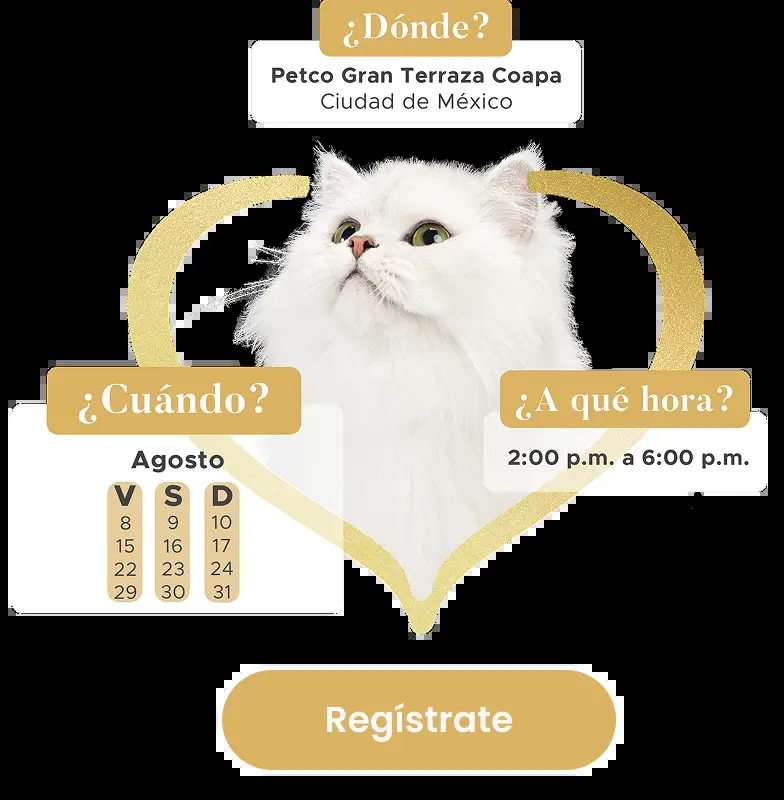 ¿Dónde?
Petco Gran Terraza Coapa
Ciudad de México
¿Cuándo?
Agosto
V S D
8 9 10
15 16 17
22 23 24
29 30 31
¿A qué hora?
2:00 p.m. a 6:00 p.m.
Regístrate